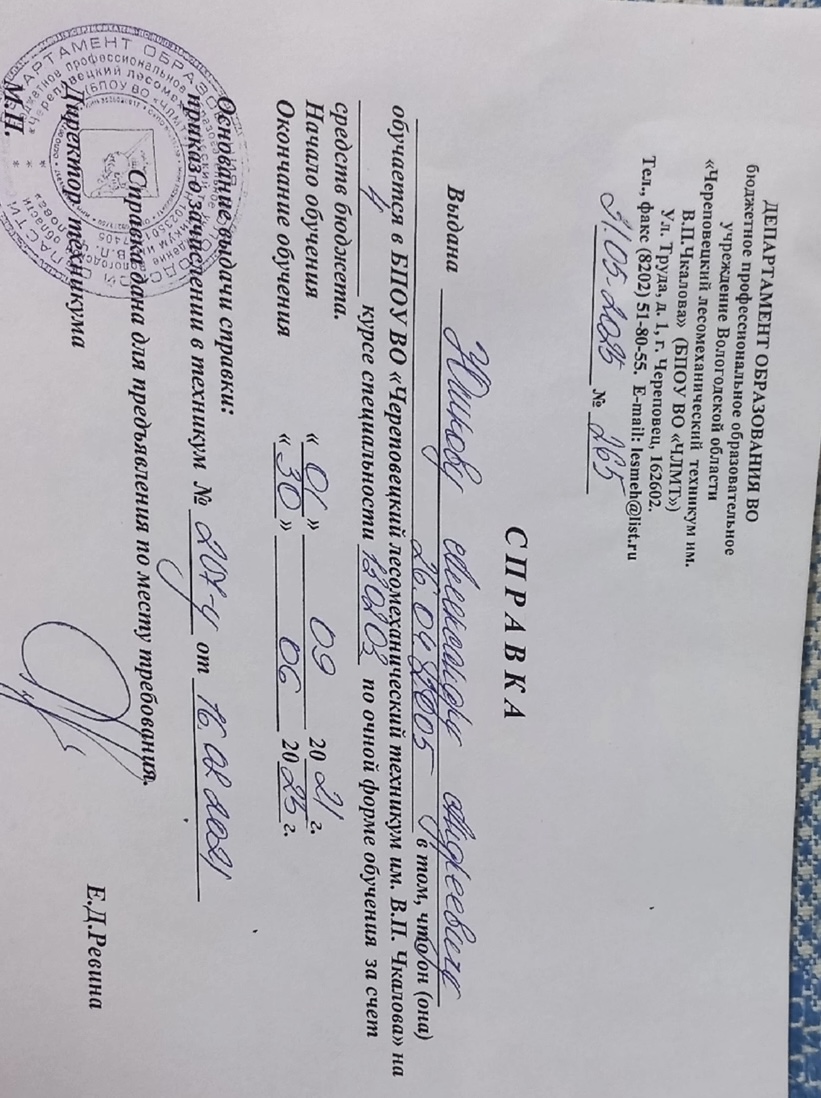 ДЕПАРТАМЕНТ ОБРАЗОВАНИЯ ВО
бюджетное профессиональное образовательное
учреждение Вологодской области
«Череповецкий лесомеханический техникум им.
В.П.Чкалова» (БПОУ ВО «ЧЛМТ»)
Ул. Труда, д. 1, г. Череповец, 162602.
Тел., факс (8202) 51-80-55. E-mail: lesmeh@list.ru
21.05.2025 № 265
СПРАВКА
Выдана Александру Андреевичу
26.04.2005 в том, что он (она)
обучается в БПОУ ВО «Череповецкий лесомеханический техникум им. В.П. Чкалова» на
4 курсе специальности по очной форме обучения за счет
средств бюджета.
Начало обучения « 01 » 09 20 21 г.
Окончание обучения « 30 » 06 20 25 г.
Основание выдачи справки:
приказ о зачислении в техникум № 207-у от 16.08.2021
Справка дана для предъявления по месту требования.
Директор техникума Е.Д.Ревина
М.П.